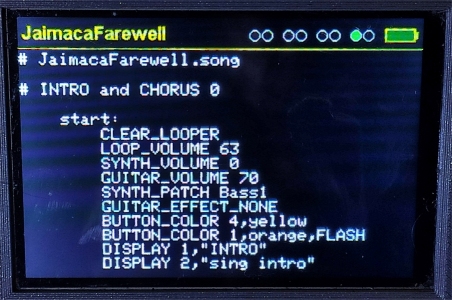 JaimacaFarewell
# JaimacaFarewell.song
# INTRO and CHORUS 0
start:
CLEAR_LOOPER
LOOP_VOLUME 63
SYNTH_VOLUME 0
GUITAR_VOLUME 70
SYNTH_PATCH Bass1
GUITAR_EFFECT_NONE
BUTTON_COLOR 4,yellow
BUTTON_COLOR 1,orange,FLASH
DISPLAY 1,"INTRO"
DISPLAY 2,"sing intro"